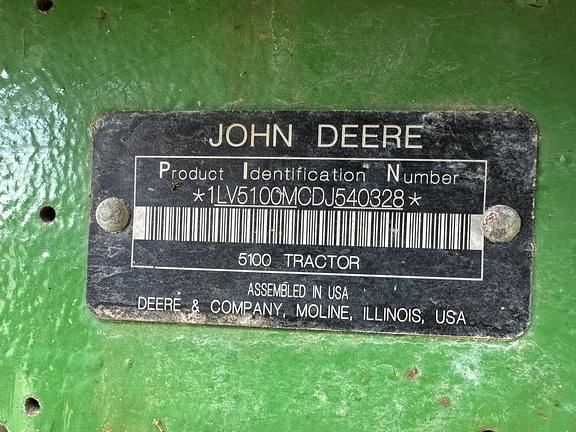 JOHN DEERE
Product Identification Number
*1LV5100MCDJ540328*
5100 TRACTOR
ASSEMBLED IN USA
DEERE & COMPANY, MOLINE, ILLINOIS, USA